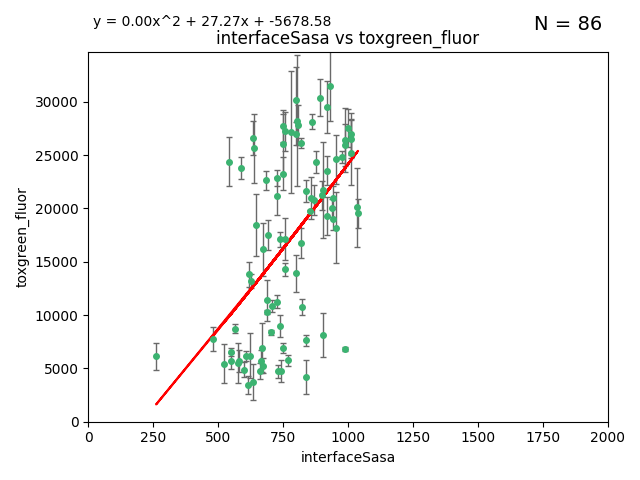 y = 0.00x^2 + 27.27x + -5678.58
N = 86
interfaceSasa vs toxgreen_fluor
30000
25000
20000
15000
10000
5000
0
toxgreen_fluor
0 250 500 750 1000 1250 1500 1750 2000
interfaceSasa